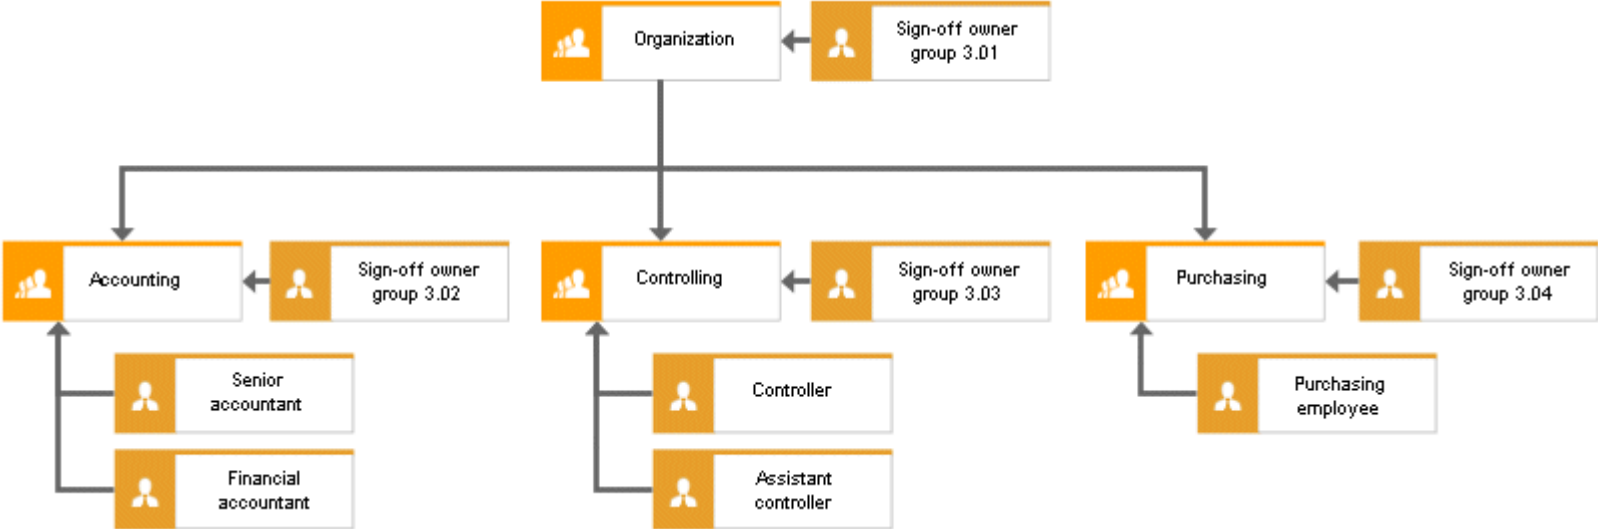 Organization
Sign-off owner
group 3.01
Accounting
Sign-off owner
group 3.02
Controlling
Sign-off owner
group 3.03
Purchasing
Sign-off owner
group 3.04
Senior
accountant
Controller
Purchasing
employee
Financial
accountant
Assistant
controller